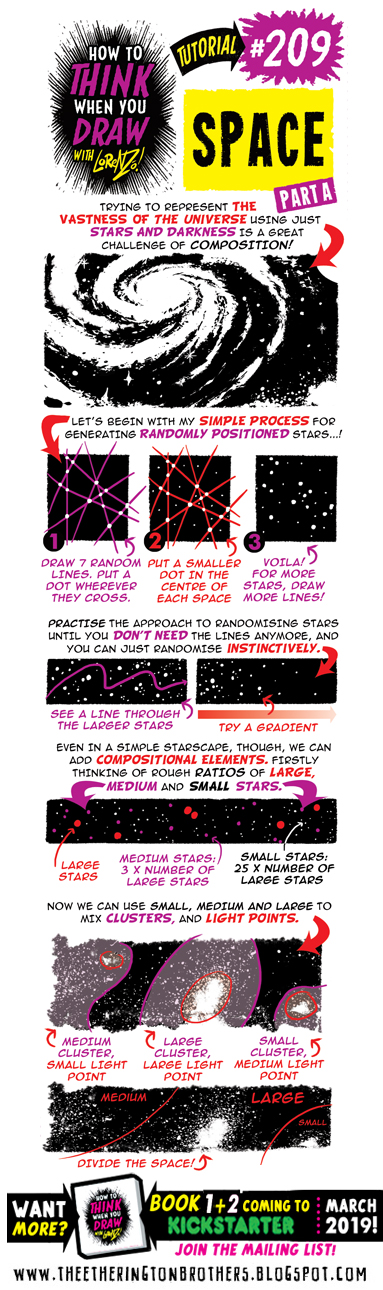 HOW TO
THINK
WHEN YOU
DRAW
WITH LORENZO!
TUTORIAL
#209
SPACE
PART A
TRYING TO REPRESENT THE
VASTNESS OF THE UNIVERSE USING JUST
STARS AND DARKNESS IS A GREAT
CHALLENGE OF COMPOSITION!
LET'S BEGIN WITH MY SIMPLE PROCESS FOR
GENERATING RANDOMLY POSITIONED STARS...!
1
DRAW 7 RANDOM
LINES. PUT A
DOT WHEREVER
THEY CROSS.
2
PUT A SMALLER
DOT IN THE
CENTRE OF
EACH SPACE
3
VOILA!
FOR MORE
STARS, DRAW
MORE LINES!
PRACTISE THE APPROACH TO RANDOMISING STARS
UNTIL YOU DON'T NEED THE LINES ANYMORE, AND
YOU CAN JUST RANDOMISE INSTINCTIVELY.
SEE A LINE THROUGH
THE LARGER STARS
TRY A GRADIENT
EVEN IN A SIMPLE STARSCAPE, THOUGH, WE CAN
ADD COMPOSITIONAL ELEMENTS. FIRSTLY
THINKING OF ROUGH RATIOS OF LARGE,
MEDIUM AND SMALL STARS.
LARGE
STARS
MEDIUM STARS:
3 X NUMBER OF
LARGE STARS
SMALL STARS:
25 X NUMBER OF
LARGE STARS
NOW WE CAN USE SMALL, MEDIUM AND LARGE TO
MIX CLUSTERS, AND LIGHT POINTS.
MEDIUM
CLUSTER,
SMALL LIGHT
POINT
LARGE
CLUSTER,
LARGE LIGHT
POINT
SMALL
CLUSTER,
MEDIUM LIGHT
POINT
MEDIUM
LARGE
SMALL
DIVIDE THE SPACE!
WANT
MORE?
HOW TO
THINK
WHEN YOU
DRAW
WITH LORENZO!
BOOK 1+2 COMING TO
KICKSTARTER
MARCH
2019!
JOIN THE MAILING LIST!
WWW.THEETHERINGTONBROTHERS.BLOGSPOT.COM